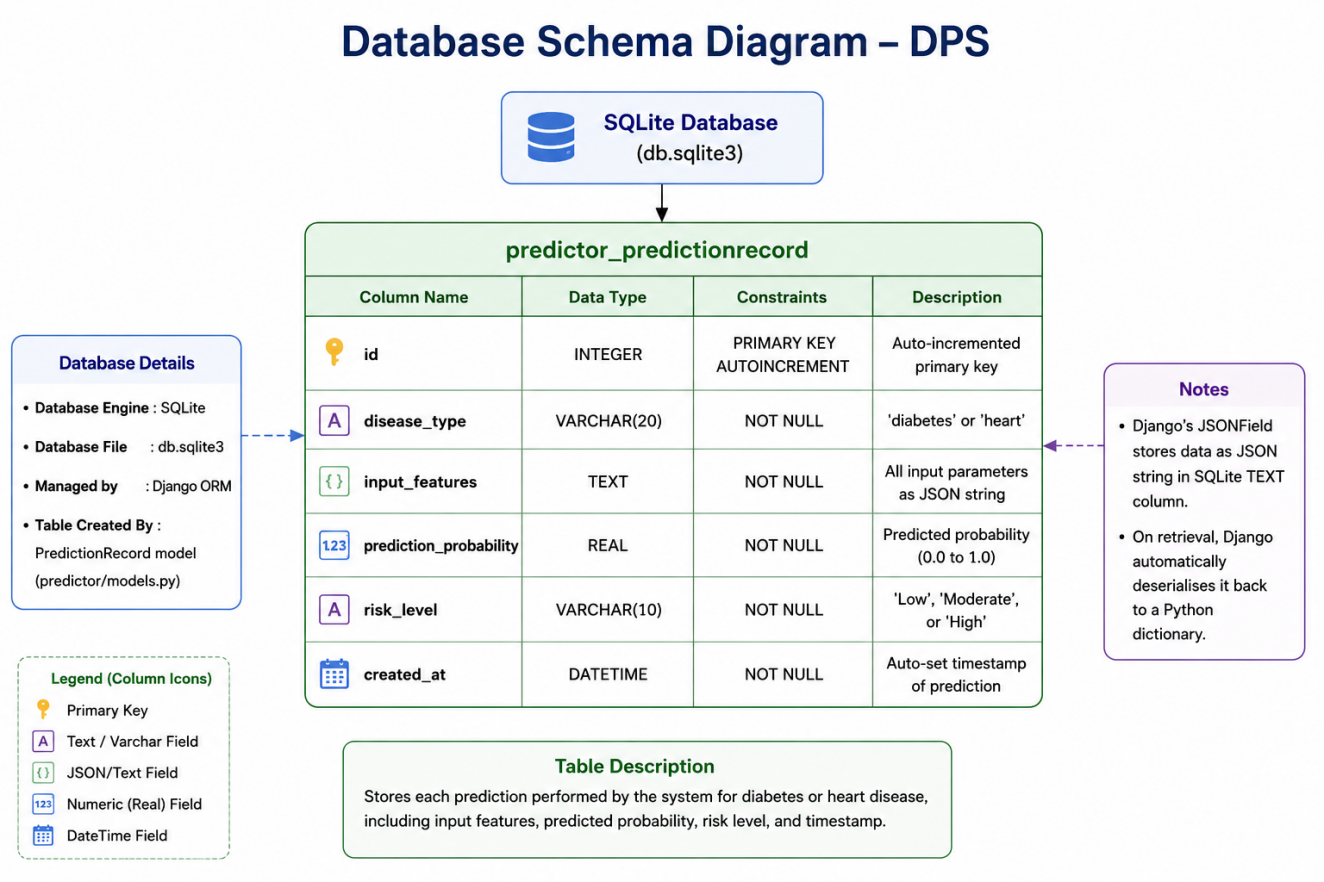 Database Schema Diagram – DPS
SQLite Database
(db.sqlite3)
predictor_predictionrecord
Column Name Data Type Constraints Description
id INTEGER PRIMARY KEY AUTOINCREMENT Auto-incremented primary key
A disease_type VARCHAR(20) NOT NULL 'diabetes' or 'heart'
{} input_features TEXT NOT NULL All input parameters as JSON string
1.23 prediction_probability REAL NOT NULL Predicted probability (0.0 to 1.0)
A risk_level VARCHAR(10) NOT NULL 'Low', 'Moderate', or 'High'
created_at DATETIME NOT NULL Auto-set timestamp of prediction
Database Details
• Database Engine : SQLite
• Database File : db.sqlite3
• Managed by : Django ORM
• Table Created By :
PredictionRecord model
(predictor/models.py)
Notes
• Django's JSONField
stores data as JSON
string in SQLite TEXT
column.
• On retrieval, Django
automatically
deserialises it back
to a Python
dictionary.
Legend (Column Icons)
Primary Key
A Text / Varchar Field
{} JSON/Text Field
123 Numeric (Real) Field
DateTime Field
Table Description
Stores each prediction performed by the system for diabetes or heart disease,
including input features, predicted probability, risk level, and timestamp.